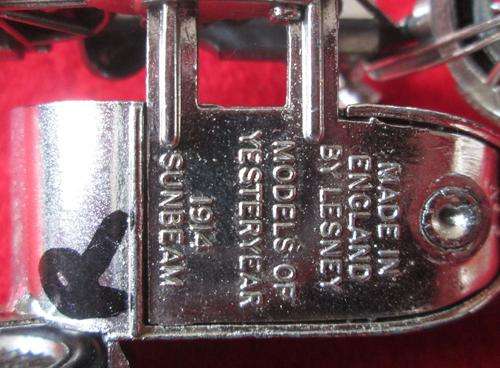 MADE IN
ENGLAND
BY LESNEY
MODELS OF
YESTERYEAR
1914
SUNBEAM